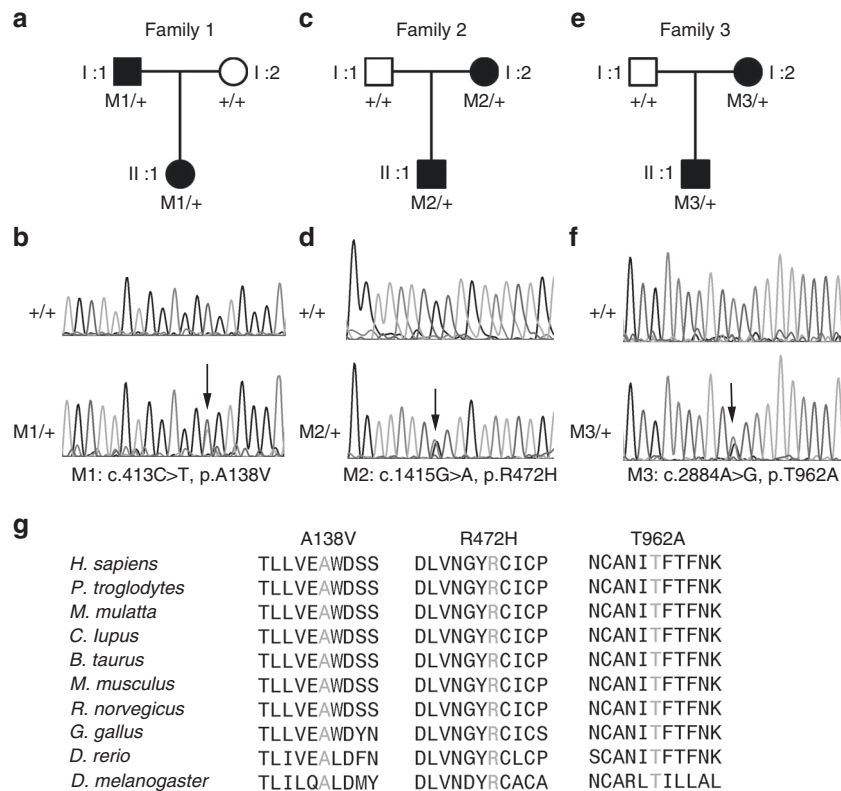 a c e
Family 1 Family 2 Family 3
I :1 I :2 I :1 I :2 I :1 I :2
M1/+ +/+ +/+ M2/+ +/+ M3/+
II :1 II :1 II :1
M1/+ M2/+ M3/+
b d f
+/+ +/+ +/+
M1/+ M2/+ M3/+
M1: c.413C>T, p.A138V M2: c.1415G>A, p.R472H M3: c.2884A>G, p.T962A
g
A138V R472H T962A
H. sapiens TLLVEAWDSS DLVNGYRCICP NCANITFTFNK
P. troglodytes TLLVEAWDSS DLVNGYRCICP NCANITFTFNK
M. mulatta TLLVEAWDSS DLVNGYRCICP NCANITFTFNK
C. lupus TLLVEAWDSS DLVNGYRCICP NCANITFTFNK
B. taurus TLLVEAWDSS DLVNGYRCICP NCANITFTFNK
M. musculus TLLVEAWDSS DLVNGYRCICP NCANITFTFNK
R. norvegicus TLLVEAWDSS DLVNGYRCICP NCANITFTFNK
G. gallus TLLVEAWDYN DLVNGYRCICS NCANITFTFNK
D. rerio TLIVEALDFN DLVNGYRCLCP SCANITFTFNK
D. melanogaster TLILQALDMY DLVNDYRCACA NCARLTILLAL